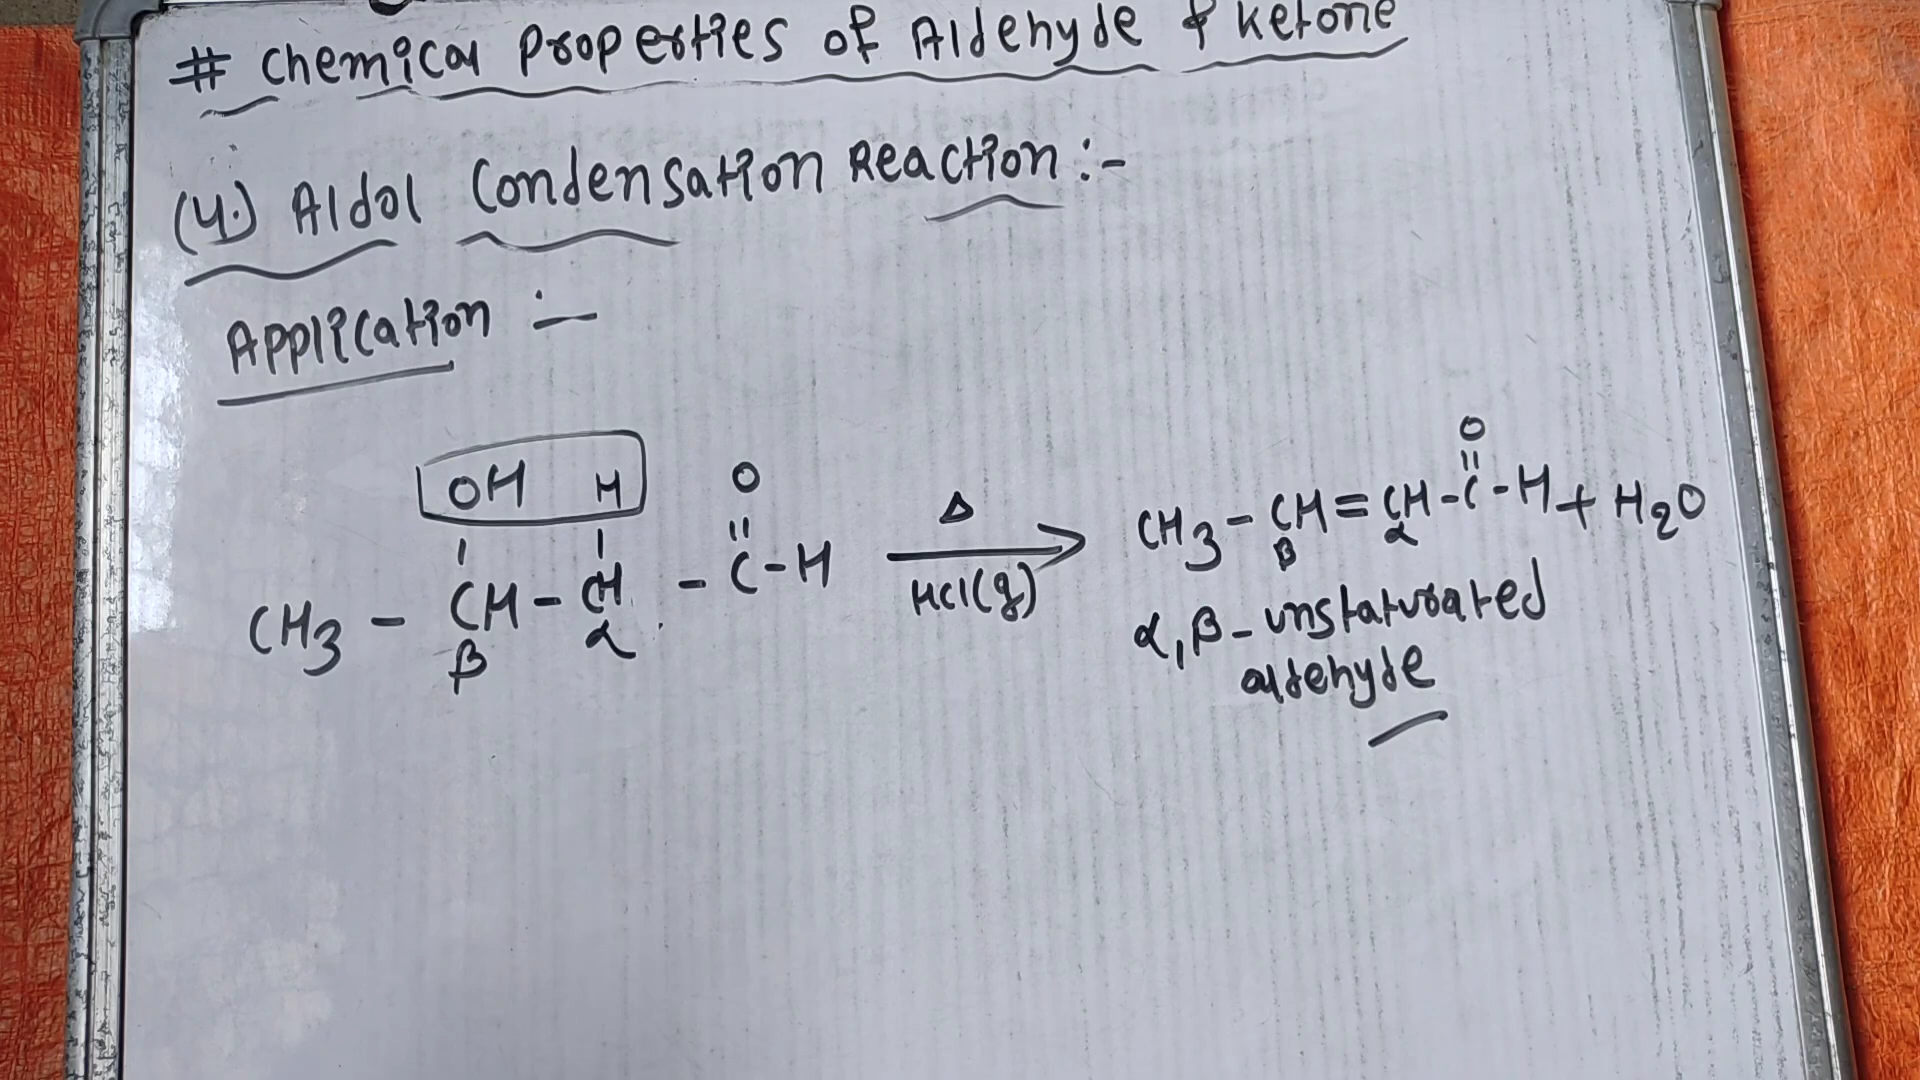 # Chemical Properties of Aldehyde & Ketone
(4.) Aldol Condensation Reaction :-
Application :-
OH H O
CH3 - CH - CH - C - H
β α
Δ
HCl(g)
O
CH3 - CH = CH - C - H + H2O
β α
α, β - unstaturated
aldehyde